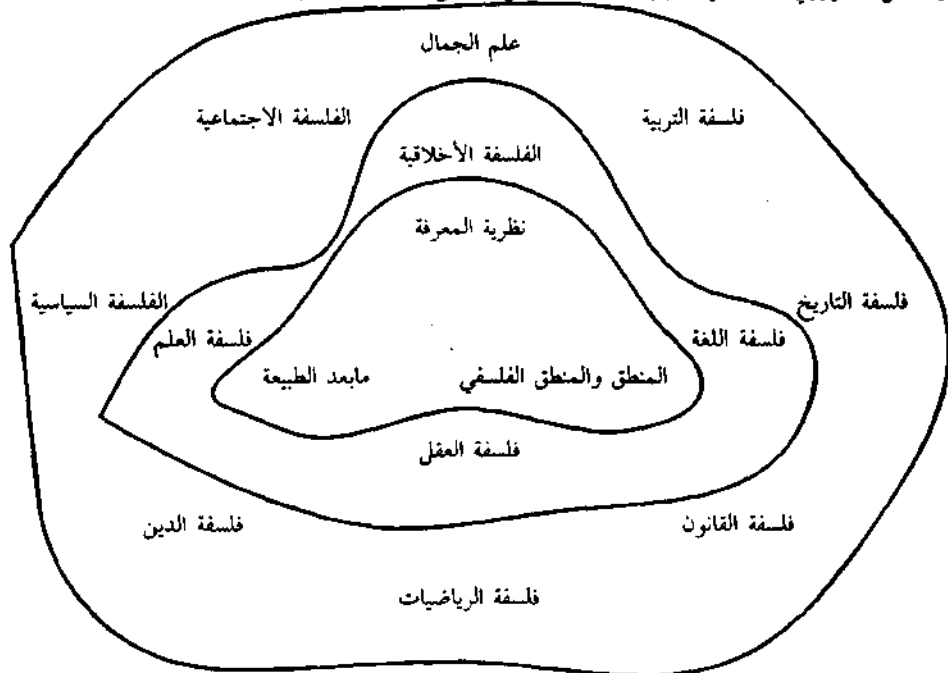 علم الجمال
فلسفة التربية
الفلسفة الاجتماعية
الفلسفة الأخلاقية
نظرية المعرفة
فلسفة التاريخ
الفلسفة السياسية
فلسفة اللغة
فلسفة العلم
المنطق والمنطق الفلسفي
مابعد الطبيعة
فلسفة العقل
فلسفة القانون
فلسفة الدين
فلسفة الرياضيات